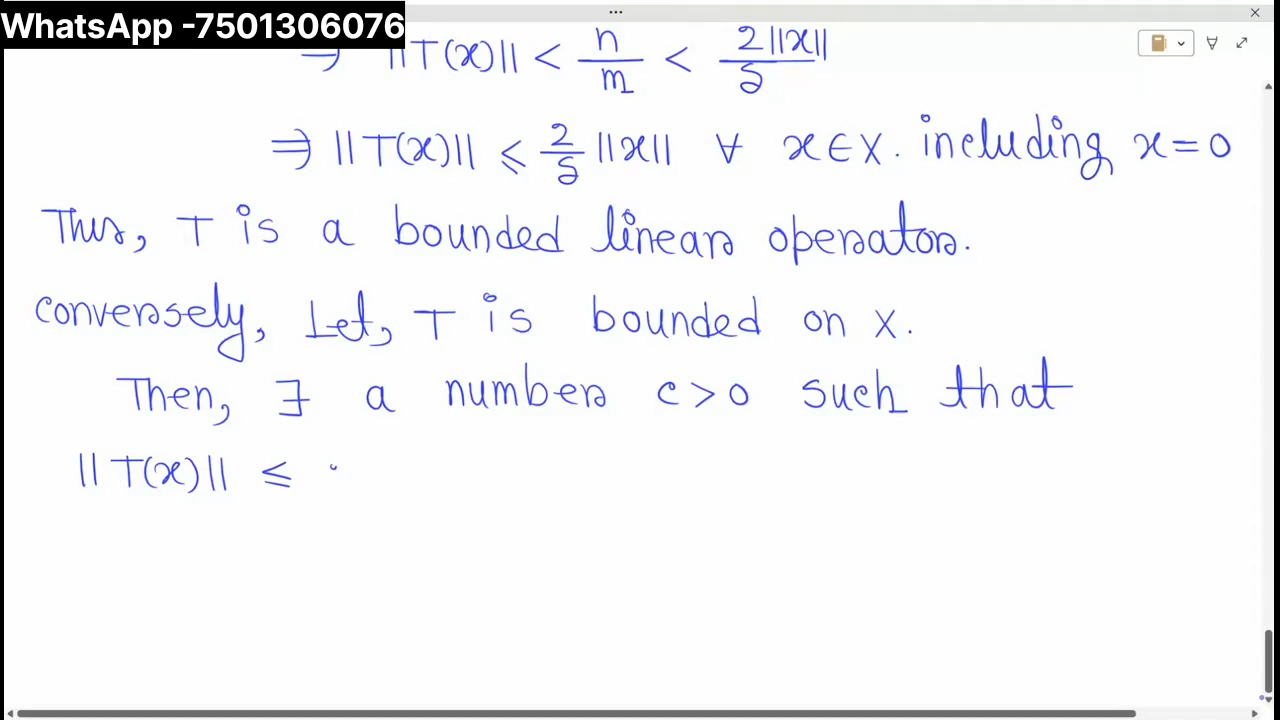 WhatsApp -7501306076
⇒ ||T(x)|| < n/m < 2||x||/δ
⇒ ||T(x)|| ≤ 2/δ ||x|| ∀ x∈X. including x=0
Thus, T is a bounded linear operator.
conversely, Let, T is bounded on X.
Then, ∃ a number c>0 such that
||T(x)|| ≤